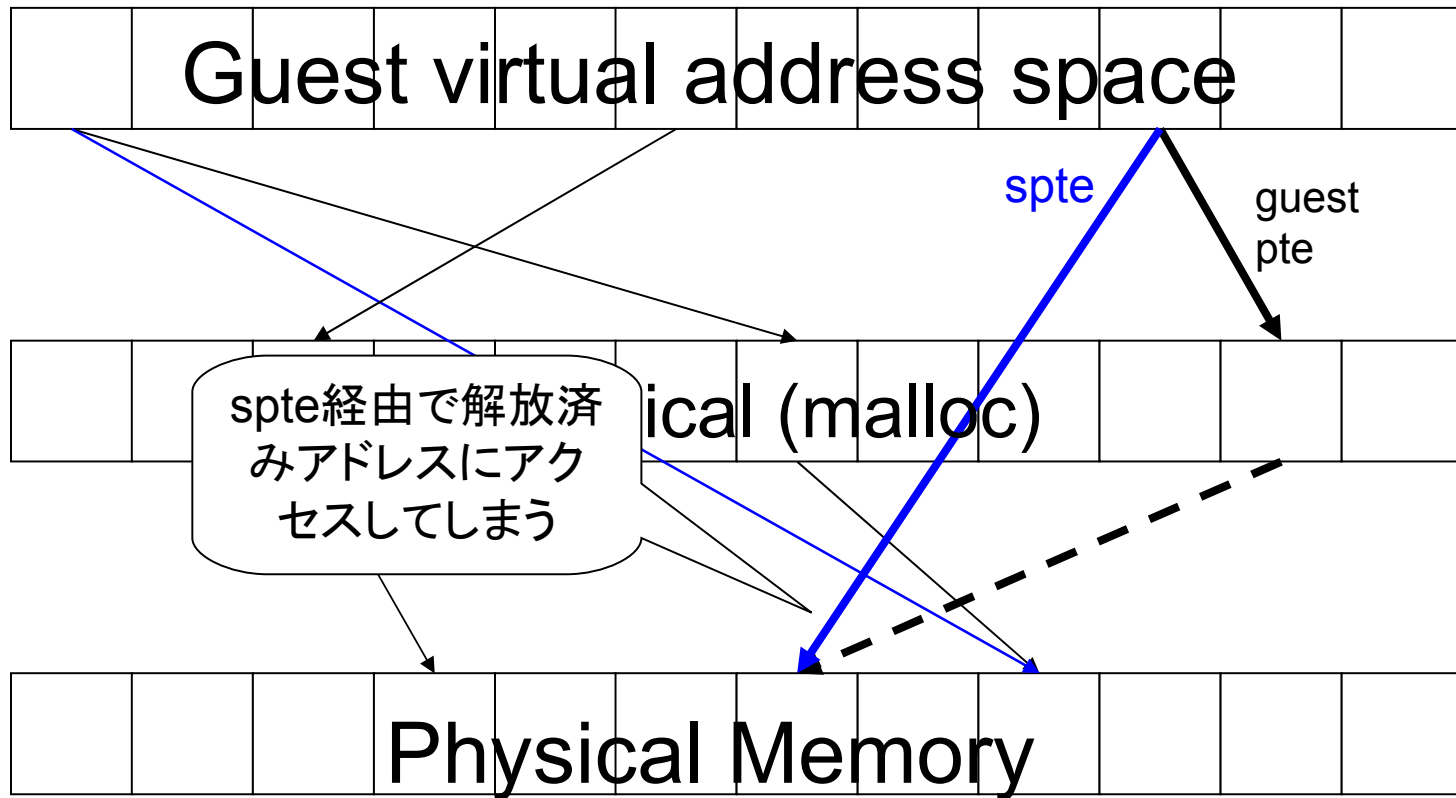 Guest virtual address space
spte
guest
pte
ical (malloc)
spte経由で解放済
みアドレスにアク
セスしてしまう
Physical Memory